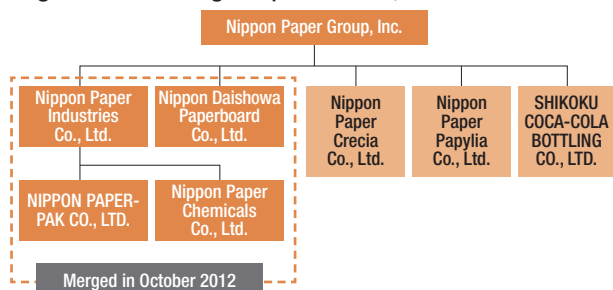 Nippon Paper Group, Inc.
Nippon Paper
Industries
Co., Ltd.
Nippon Daishowa
Paperboard
Co., Ltd.
Nippon
Paper
Crecia
Co., Ltd.
Nippon
Paper
Papylia
Co., Ltd.
SHIKOKU
COCA-COLA
BOTTLING
CO., LTD.
NIPPON PAPER-
PAK CO., LTD.
Nippon Paper
Chemicals
Co., Ltd.
Merged in October 2012